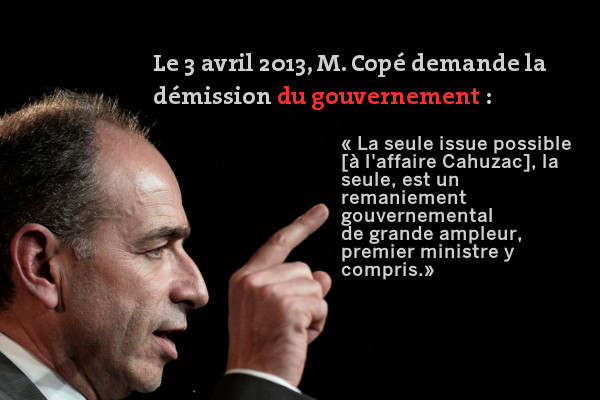 Le 3 avril 2013, M. Copé demande la
démission du gouvernement :
« La seule issue possible
[à l'affaire Cahuzac], la
seule, est un
remaniement
gouvernemental
de grande ampleur,
premier ministre y
compris.»